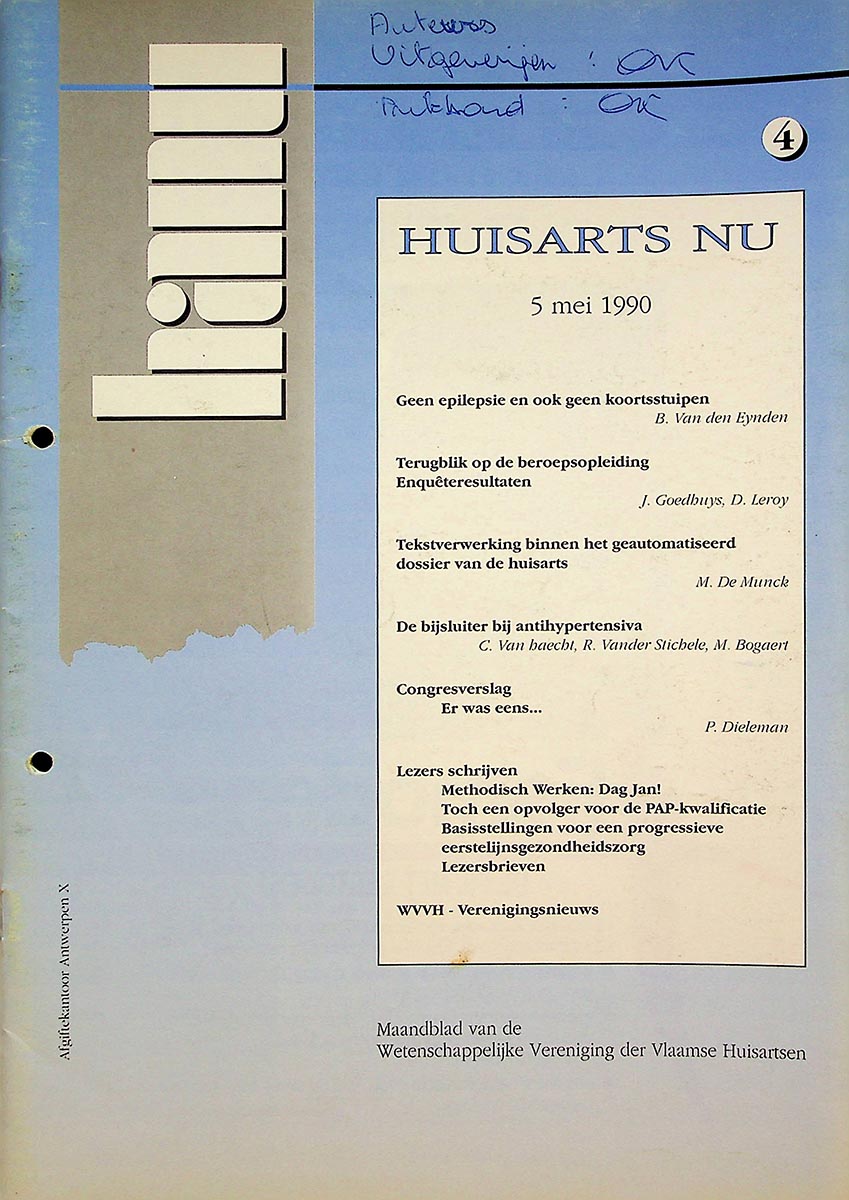 Auteurs
Uitgeverijen : OK
: OK
hanu
4
HUISARTS NU
5 mei 1990
Geen epilepsie en ook geen koortsstuipen
B. Van den Eynden
Terugblik op de beroepsopleiding
Enquêteresultaten
J. Goedhuys, D. Leroy
Tekstverwerking binnen het geautomatiseerd
dossier van de huisarts
M. De Munck
De bijsluiter bij antihypertensiva
C. Van haecht, R. Vander Stichele, M. Bogaert
Congresverslag
Er was eens...
P. Dieleman
Lezers schrijven
Methodisch Werken: Dag Jan!
Toch een opvolger voor de PAP-kwalificatie
Basisstellingen voor een progressieve
eerstelijnsgezondheidszorg
Lezersbrieven
WVVH - Verenigingsnieuws
Afgiftekantoor Antwerpen X
Maandblad van de
Wetenschappelijke Vereniging der Vlaamse Huisartsen